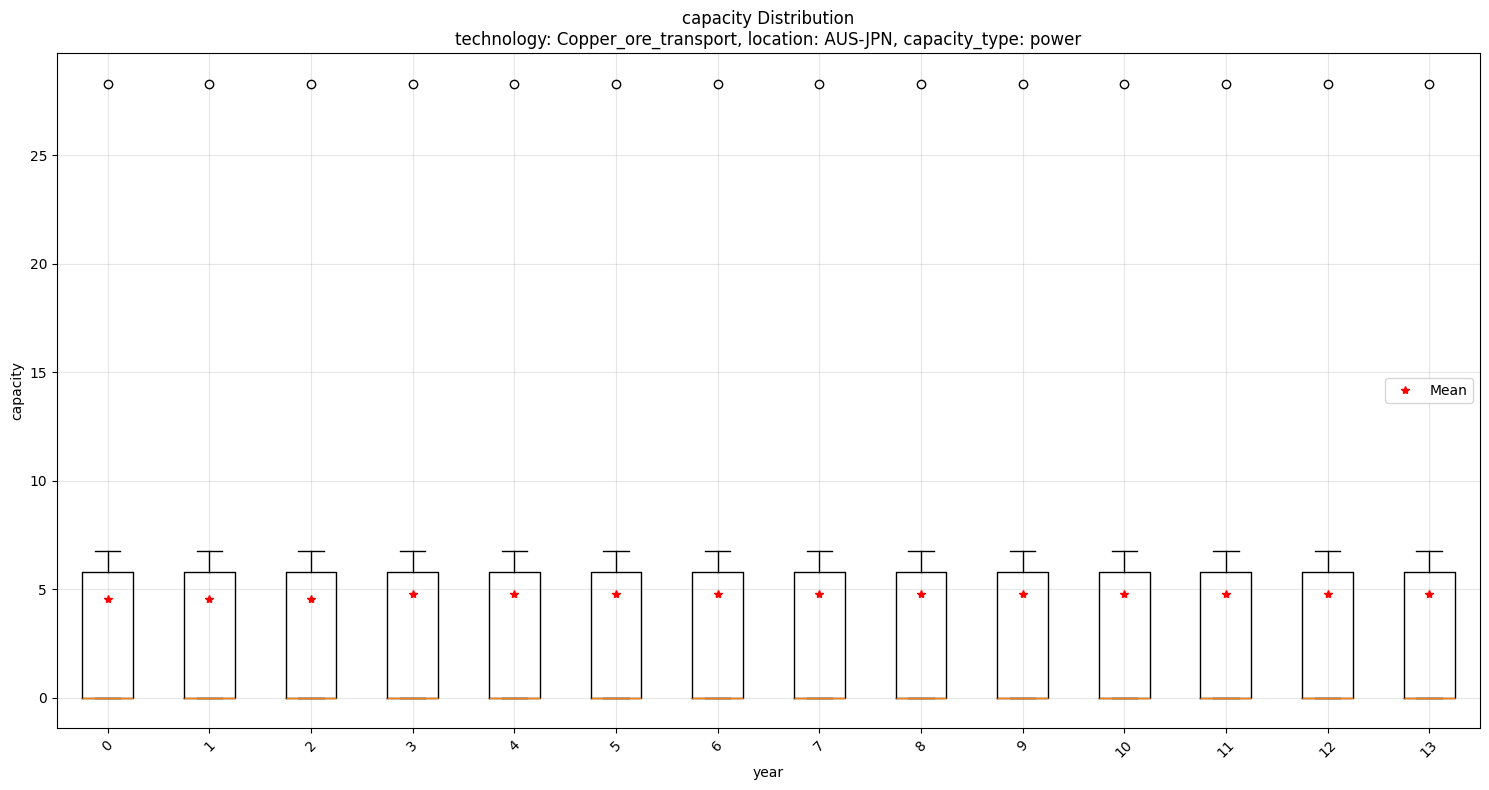 capacity Distribution
technology: Copper_ore_transport, location: AUS-JPN, capacity_type: power
25
20
15
10
5
0
capacity
Mean
0 1 2 3 4 5 6 7 8 9 10 11 12 13
year